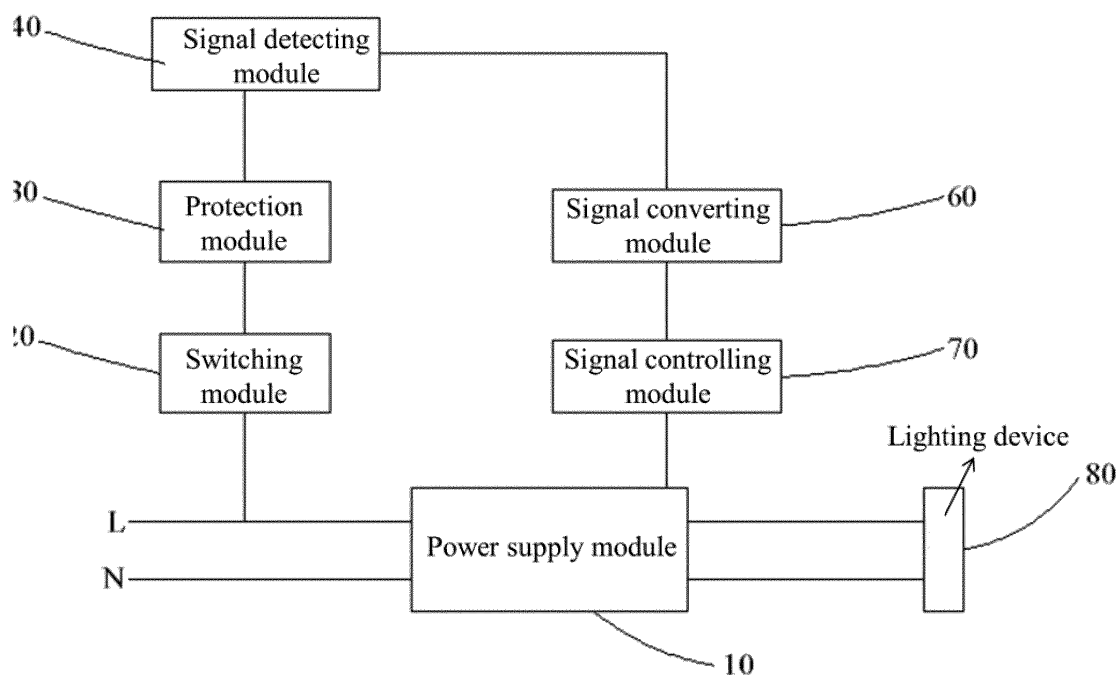 40
Signal detecting
module
Protection
module
60
Signal converting
module
Switching
module
70
Signal controlling
module
Lighting device
80
L
Power supply module
N
10